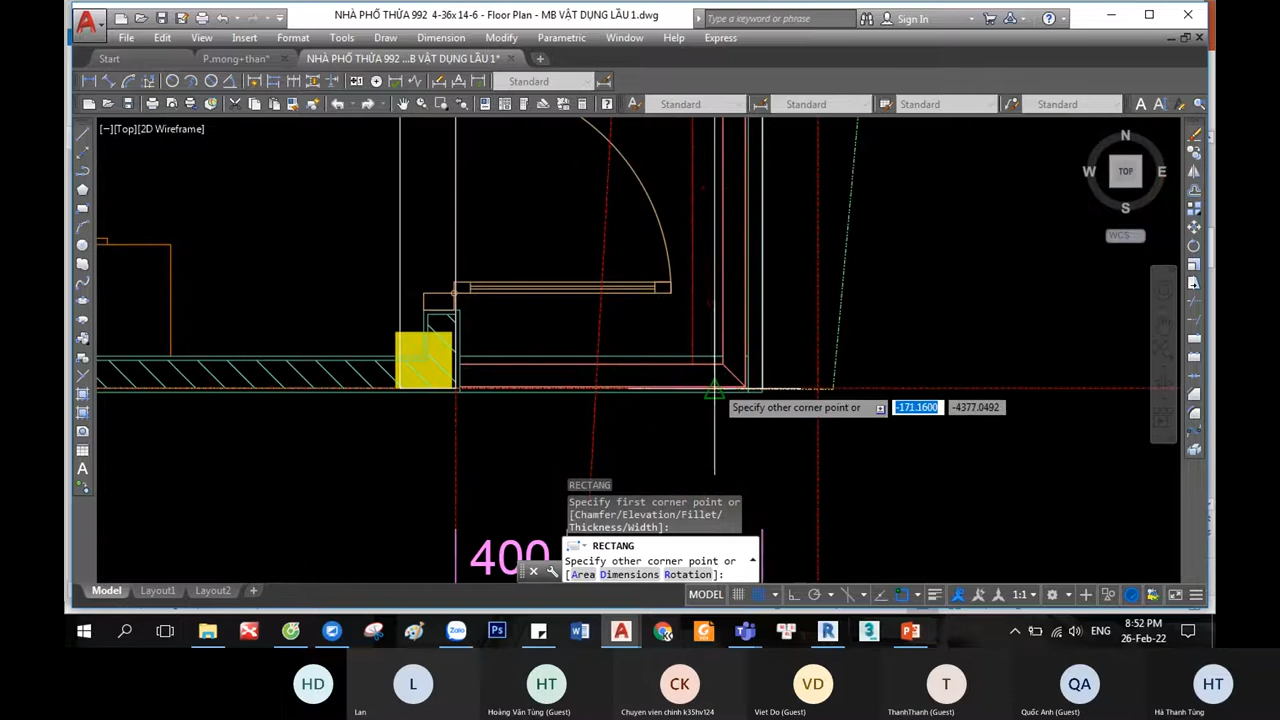 NHÀ PHỐ THỬA 992 4-36x14-6 - Floor Plan - MB VẬT DỤNG LẦU 1.dwg
Type a keyword or phrase
Sign In
File Edit View Insert Format Tools Draw Dimension Modify Parametric Window Help Express
Start
P.mong+than*
NHÀ PHỐ THỬA 992 ...B VẬT DỤNG LẦU 1*
Standard
Standard
Standard
Standard
Standard
[−][Top][2D Wireframe]
N
W
TOP
E
S
WCS
Specify other corner point or
-171.1600
-4377.0492
RECTANG
Specify first corner point or
[Chamfer/Elevation/Fillet/
Thickness/Width]:
400
RECTANG
Specify other corner point or
[Area Dimensions Rotation]:
Model
Layout1
Layout2
MODEL
1:1
Zalo
Ps
ENG
8:52 PM
26-Feb-22
HD
L
HT
CK
VD
T
QA
HT
Lan
Hoàng Văn Tùng (Guest)
Chuyen vien chinh k35hv124
Viet Do (Guest)
ThanhThanh (Guest)
Quốc Anh (Guest)
Hà Thanh Tùng